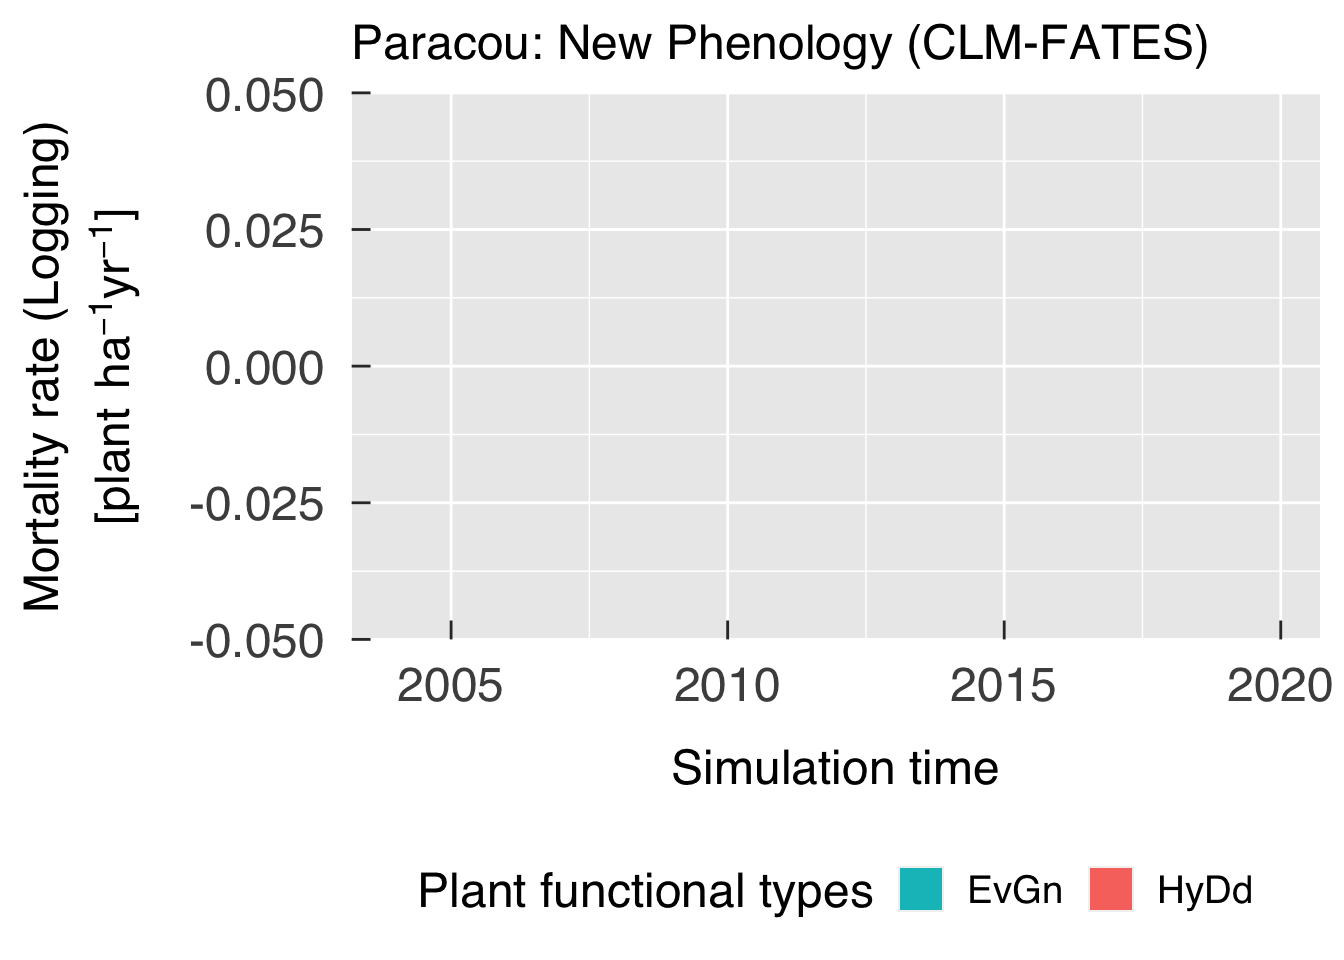 Paracou: New Phenology (CLM-FATES)
Mortality rate (Logging)
[plant ha⁻¹yr⁻¹]
0.050
0.025
0.000
-0.025
-0.050
2005 2010 2015 2020
Simulation time
Plant functional types EvGn HyDd